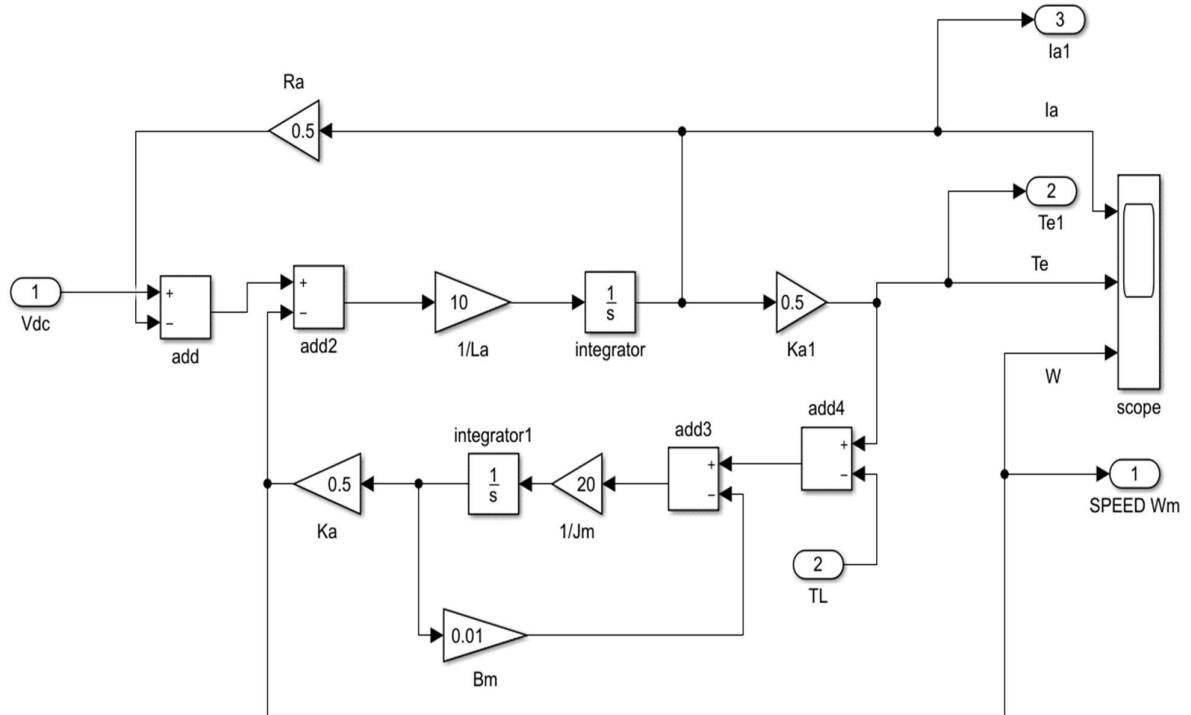 3
Ia1
Ra
0.5
Ia
2
Te1
Te
1
Vdc
+
−
add
+
−
add2
10
1/La
1
s
integrator
0.5
Ka1
W
scope
add4
+
−
add3
+
−
integrator1
1
s
20
1/Jm
0.5
Ka
1
SPEED Wm
2
TL
0.01
Bm